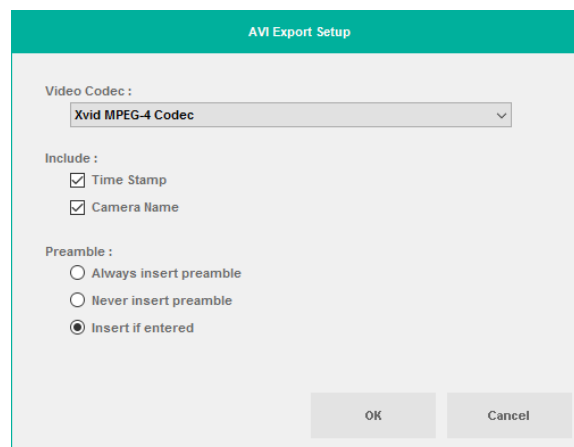 AVI Export Setup
Video Codec :
Xvid MPEG-4 Codec
Include :
Time Stamp
Camera Name
Preamble :
Always insert preamble
Never insert preamble
Insert if entered
OK Cancel